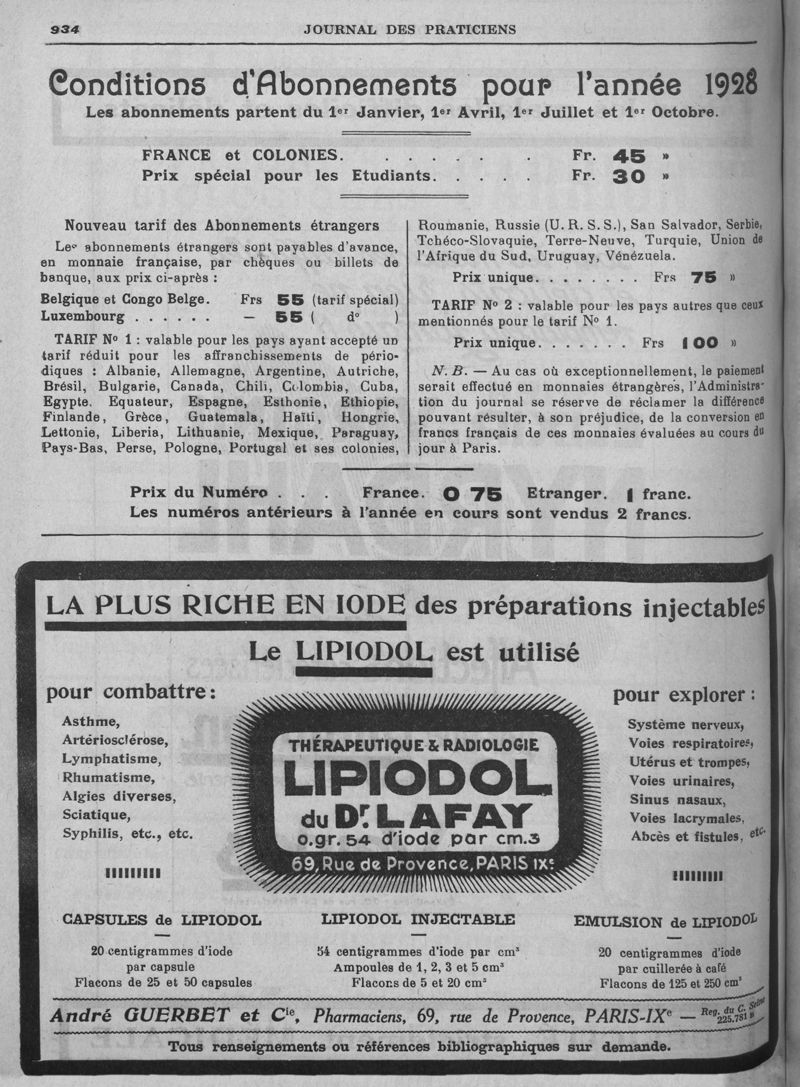 934
JOURNAL DES PRATICIENS
Conditions d'Abonnements pour l'année 1928
Les abonnements partent du 1er Janvier, 1er Avril, 1er Juillet et 1er Octobre.
FRANCE et COLONIES. . . . . . . Fr. 45 »
Prix spécial pour les Etudiants. . . . . Fr. 30 »
Nouveau tarif des Abonnements étrangers
Les abonnements étrangers sont payables d'avance,
en monnaie française, par chèques ou billets de
banque, aux prix ci-après :
Belgique et Congo Belge. Frs 55 (tarif spécial)
Luxembourg . . . . . . — 55 ( do )
TARIF No 1 : valable pour les pays ayant accepté un
tarif réduit pour les affranchissements de pério-
diques : Albanie, Allemagne, Argentine, Autriche,
Brésil, Bulgarie, Canada, Chili, Colombia, Cuba,
Egypte. Equateur, Espagne, Esthonie, Ethiopie,
Finlande, Grèce, Guatemala, Haïti, Hongrie,
Lettonie, Liberia, Lithuanie, Mexique, Paraguay,
Pays-Bas, Perse, Pologne, Portugal et ses colonies,
Roumanie, Russie (U. R. S. S.), San Salvador, Serbie,
Tchéco-Slovaquie, Terre-Neuve, Turquie, Union de
l'Afrique du Sud, Uruguay, Vénézuela.
Prix unique. . . . . . . . Frs 75 »
TARIF No 2 : valable pour les pays autres que ceux
mentionnés pour le tarif No 1.
Prix unique. . . . . . . Frs 100 »
N. B. — Au cas où exceptionnellement, le paiement
serait effectué en monnaies étrangères, l'Administra-
tion du journal se réserve de réclamer la différence
pouvant résulter, à son préjudice, de la conversion en
francs français de ces monnaies évaluées au cours du
jour à Paris.
Prix du Numéro . . . France. 0 75 Etranger. 1 franc.
Les numéros antérieurs à l'année en cours sont vendus 2 francs.
LA PLUS RICHE EN IODE des préparations injectables
Le LIPIODOL est utilisé
pour combattre :
Asthme,
Artériosclérose,
Lymphatisme,
Rhumatisme,
Algies diverses,
Sciatique,
Syphilis, etc., etc.
THÉRAPEUTIQUE & RADIOLOGIE
LIPIODOL
du Dr. LAFAY
0.gr. 54 d'iode par cm.3
69, Rue de Provence, PARIS IXe
pour explorer :
Système nerveux,
Voies respiratoires,
Utérus et trompes,
Voies urinaires,
Sinus nasaux,
Voies lacrymales,
Abcès et fistules, etc.
CAPSULES de LIPIODOL
20 centigrammes d'iode
par capsule
Flacons de 25 et 50 capsules
LIPIODOL INJECTABLE
54 centigrammes d'iode par cm3
Ampoules de 1, 2, 3 et 5 cm3
Flacons de 5 et 20 cm3
EMULSION de LIPIODOL
20 centigrammes d'iode
par cuillerée à café
Flacons de 125 et 250 cm3
André GUERBET et Cie, Pharmaciens, 69, rue de Provence, PARIS-IXe — Reg. du C. Seine 225.781 B
Tous renseignements ou références bibliographiques sur demande.